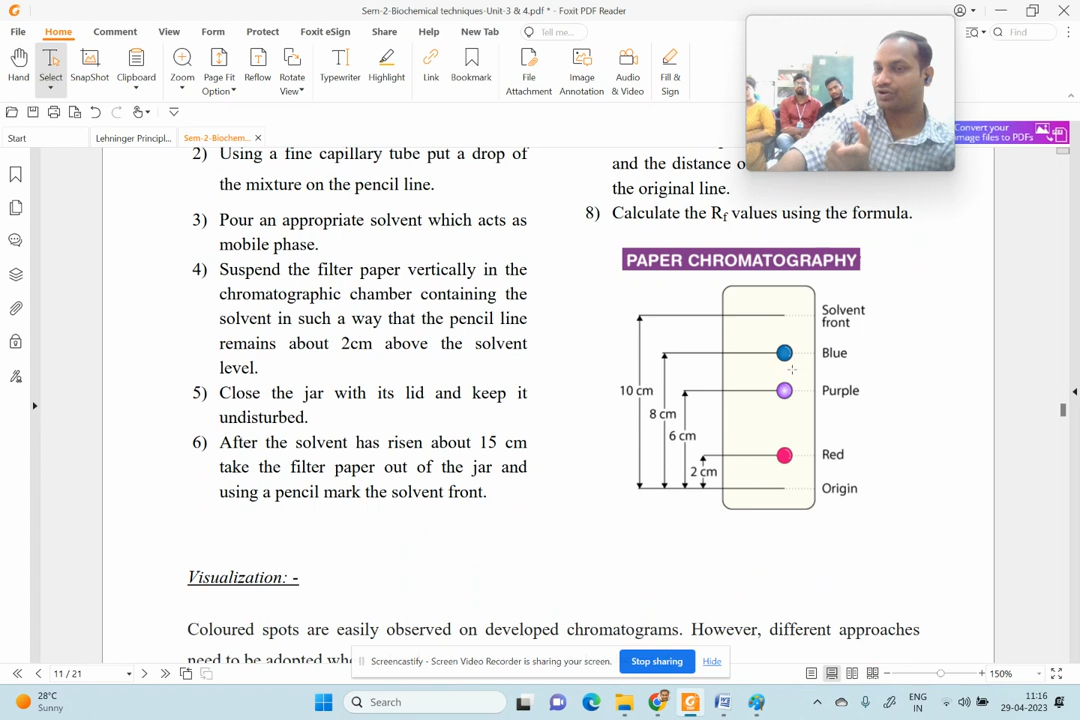 Sem-2-Biochemical techniques-Unit-3 & 4.pdf * - Foxit PDF Reader
File Home Comment View Form Protect Foxit eSign Share Help New Tab Tell me... Find
Hand Select SnapShot Clipboard Zoom Page Fit Option Reflow Rotate View Typewriter Highlight Link Bookmark File Attachment Image Annotation Audio & Video Fill & Sign
Start Lehninger Principl... Sem-2-Biochem...
Convert your
image files to PDFs
2) Using a fine capillary tube put a drop of
the mixture on the pencil line.
3) Pour an appropriate solvent which acts as
mobile phase.
4) Suspend the filter paper vertically in the
chromatographic chamber containing the
solvent in such a way that the pencil line
remains about 2cm above the solvent
level.
5) Close the jar with its lid and keep it
undisturbed.
6) After the solvent has risen about 15 cm
take the filter paper out of the jar and
using a pencil mark the solvent front.
and the distance o
the original line.
8) Calculate the Rf values using the formula.
PAPER CHROMATOGRAPHY
Solvent
front
Blue
10 cm
Purple
8 cm
6 cm
Red
2 cm
Origin
Visualization: -
Coloured spots are easily observed on developed chromatograms. However, different approaches
need to be adopted whe
Screencastify - Screen Video Recorder is sharing your screen. Stop sharing Hide
11 / 21
150%
28°C
Sunny
Search
ENG
IN
11:16
29-04-2023